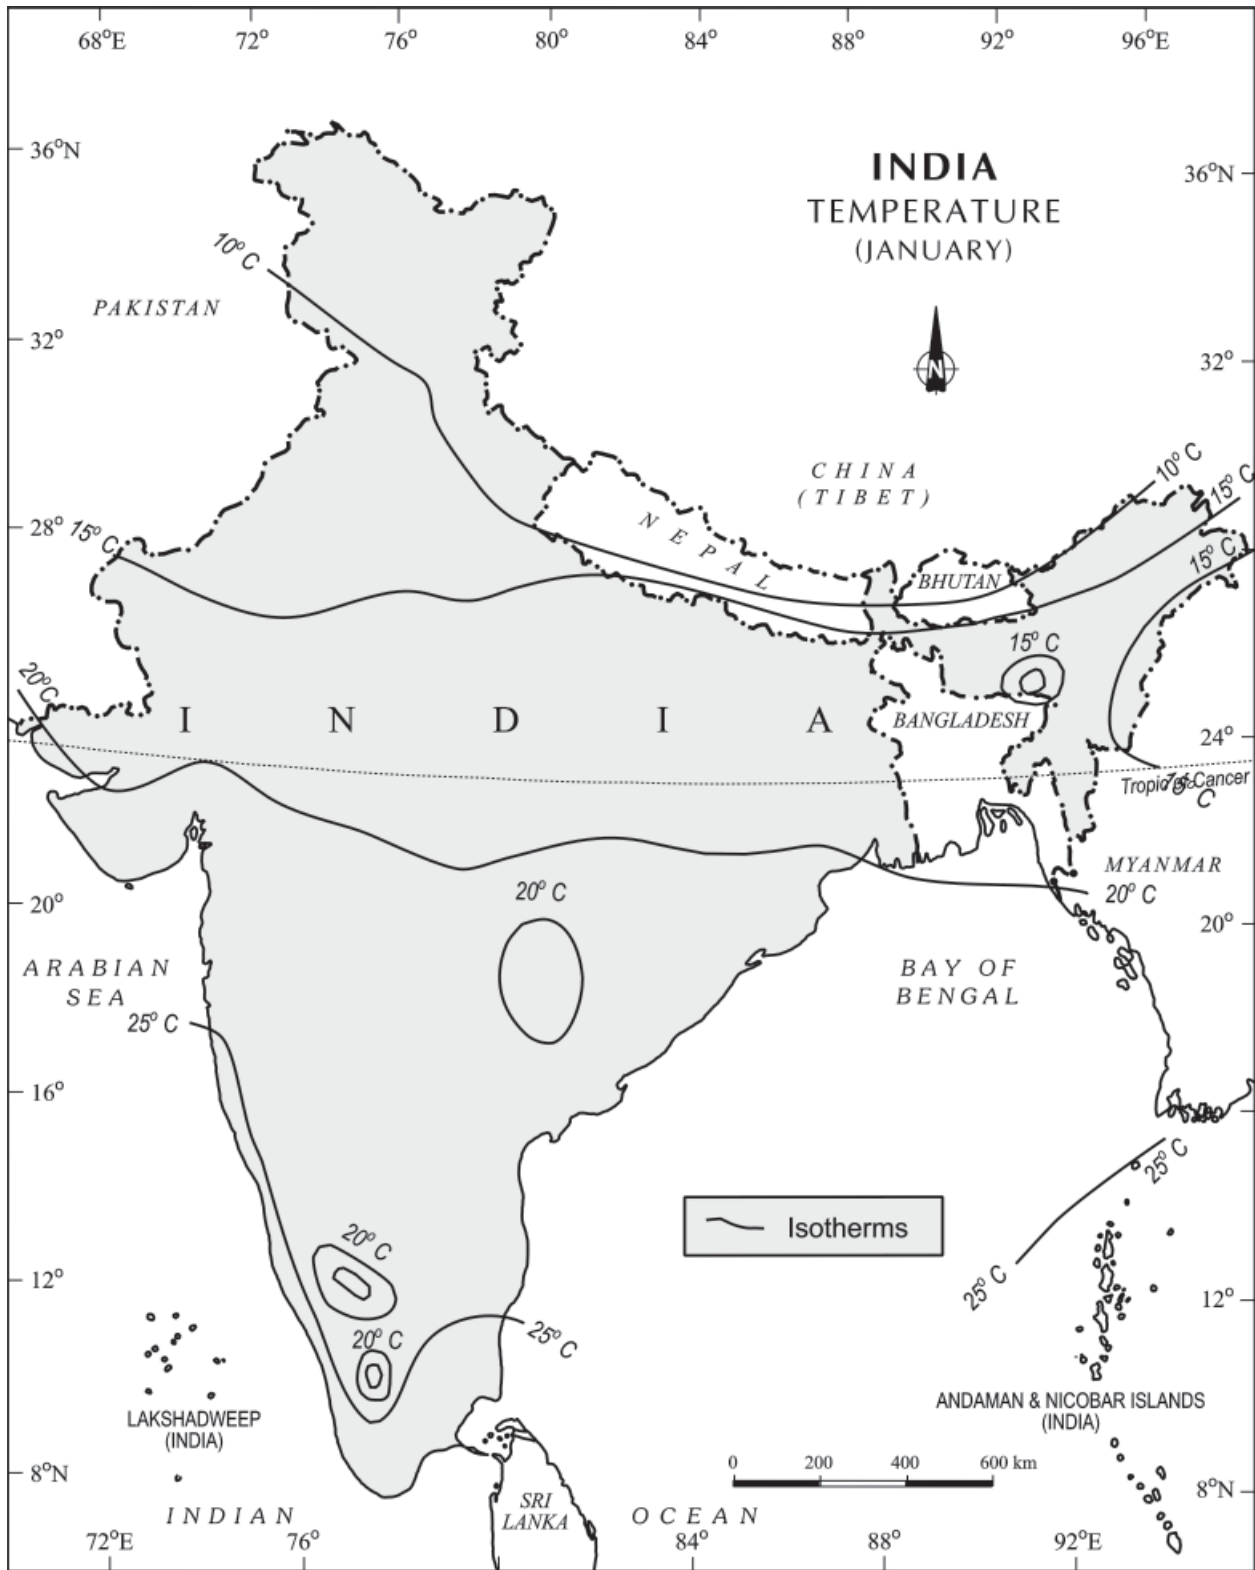 68°E 72° 76° 80° 84° 88° 92° 96°E
36°N
INDIA
TEMPERATURE
(JANUARY)
36°N
10° C
PAKISTAN
32°
32°
N
CHINA
(TIBET)
10° C
15° C
28°
15° C
NEPAL
15° C
BHUTAN
15° C
20° C
INDIA
BANGLADESH
24°
Tropic of Cancer
15° C
MYANMAR
20° C
20° C
20°
20°
ARABIAN
SEA
BAY OF
BENGAL
25° C
16°
25° C
Isotherms
20° C
12°
25° C
12°
20° C
25° C
LAKSHADWEEP
(INDIA)
ANDAMAN & NICOBAR ISLANDS
(INDIA)
0 200 400 600 km
8°N
8°N
SRI
LANKA
INDIAN OCEAN
72°E 76° 84° 88° 92°E